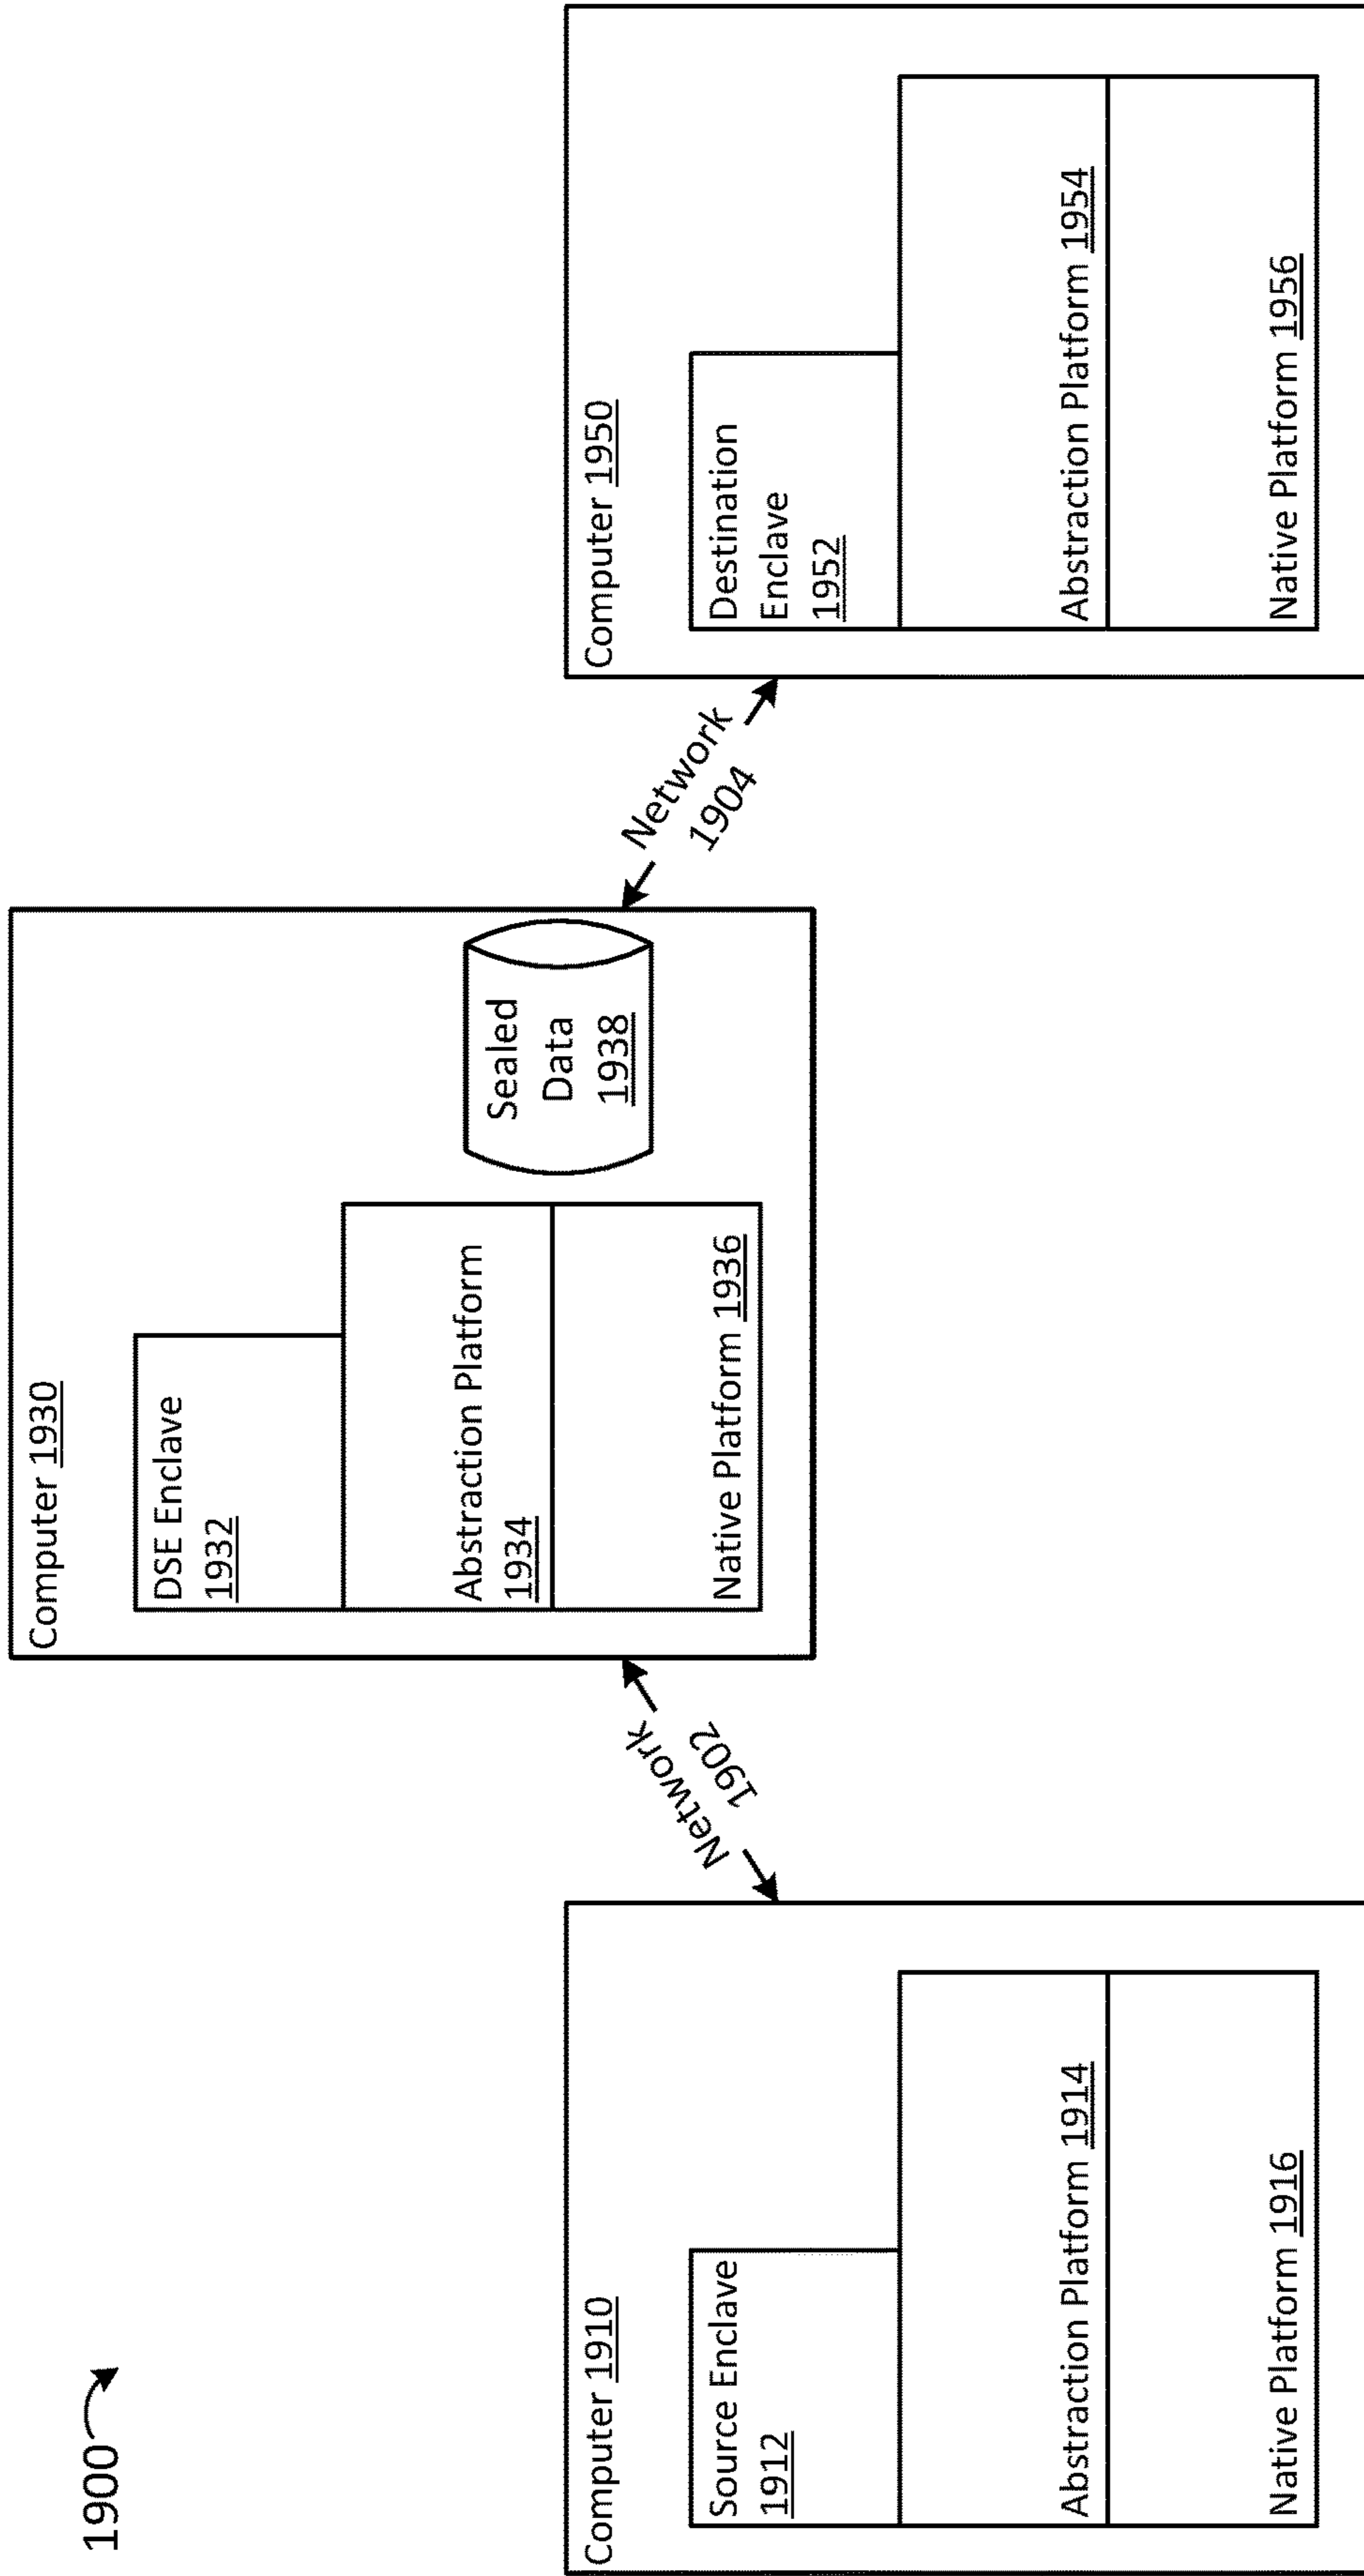 1900
Computer 1910
Source Enclave
1912
Abstraction Platform 1914
Native Platform 1916
Network
1902
Computer 1930
DSE Enclave
1932
Abstraction Platform
1934
Native Platform 1936
Sealed
Data
1938
Network
1904
Computer 1950
Destination
Enclave
1952
Abstraction Platform 1954
Native Platform 1956